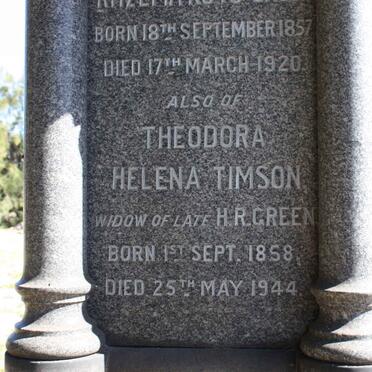 BORN 18TH SEPTEMBER 1857
DIED 17TH MARCH 1920
ALSO OF
THEODORA
HELENA TIMSON
WIDOW OF LATE H.R. GREEN
BORN 1ST SEPT. 1858,
DIED 25TH MAY 1944